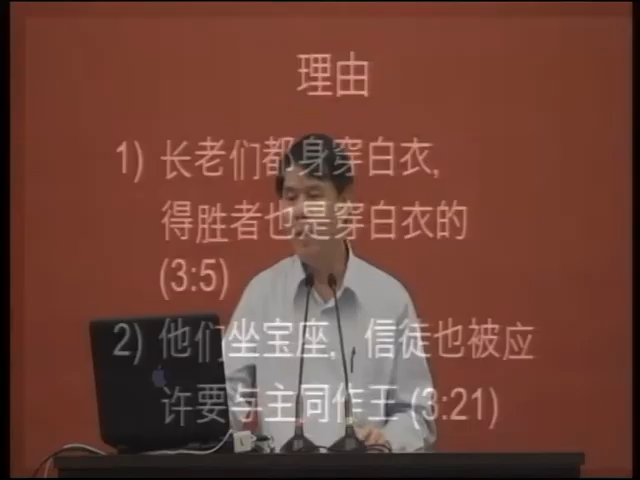 理由
1) 长老们都身穿白衣,
得胜者也是穿白衣的
(3:5)
2) 他们坐宝座, 信徒也被应
许要与主同作王 (3:21)